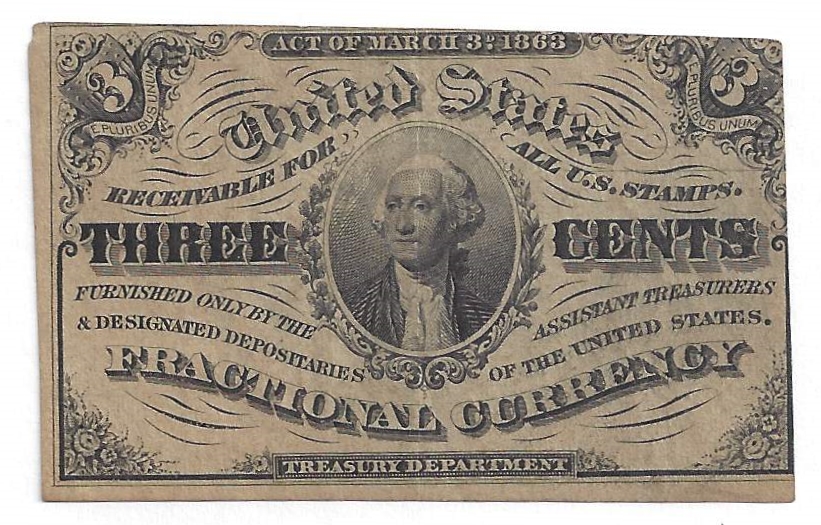 ACT OF MARCH 3D 1863
3 3
E PLURIBUS UNUM E PLURIBUS UNUM
United States
RECEIVABLE FOR ALL U.S. STAMPS.
THREE CENTS
FURNISHED ONLY BY THE ASSISTANT TREASURERS
& DESIGNATED DEPOSITARIES OF THE UNITED STATES.
FRACTIONAL CURRENCY
TREASURY DEPARTMENT